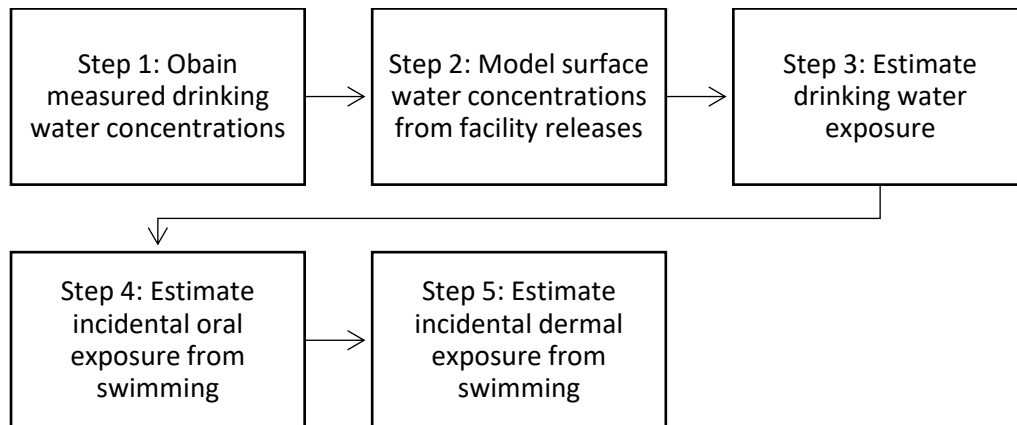 Step 1: Obain
measured drinking
water concentrations
Step 2: Model surface
water concentrations
from facility releases
Step 3: Estimate
drinking water
exposure
Step 4: Estimate
incidental oral
exposure from
swimming
Step 5: Estimate
incidental dermal
exposure from
swimming